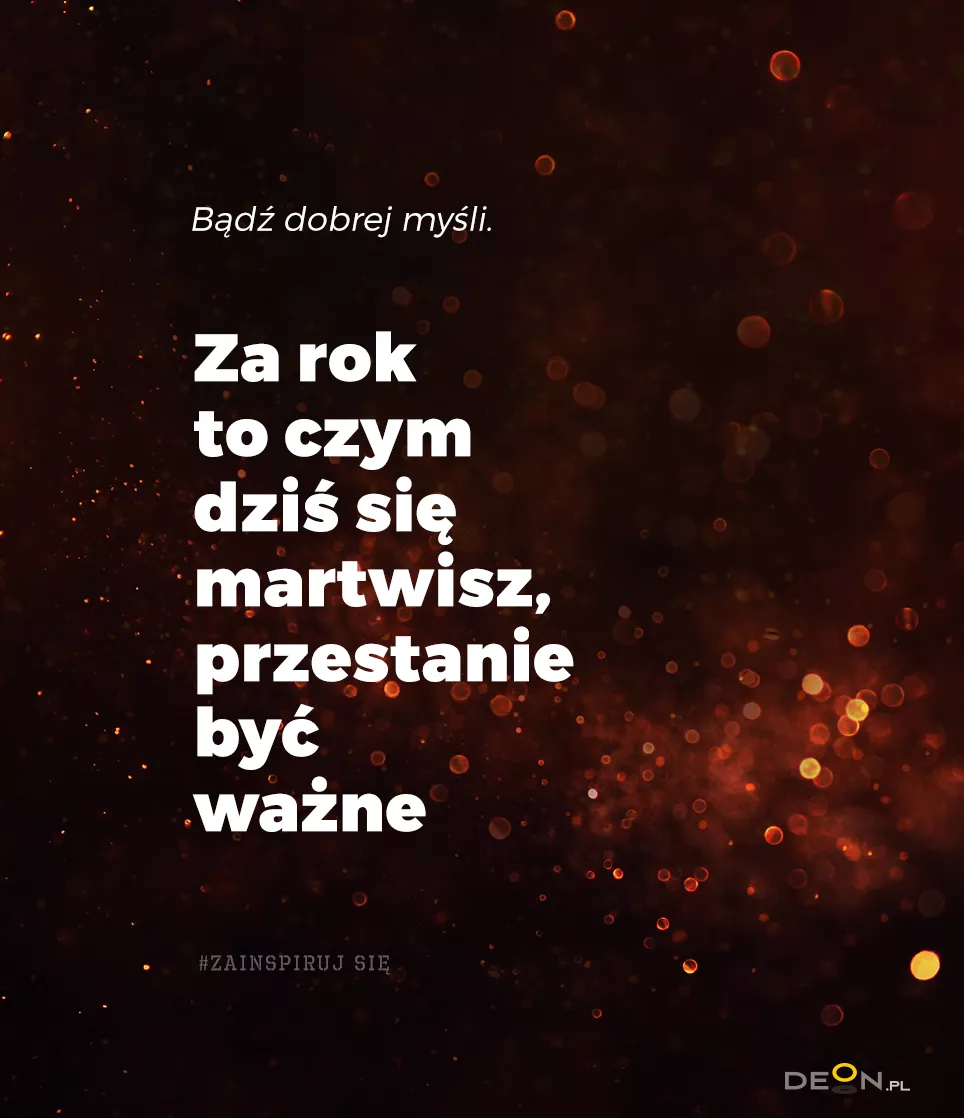 Bądź dobrej myśli.
Za rok
to czym
dziś się
martwisz,
przestanie
być
ważne
#ZAINSPIRUJ SIĘ
DEON.PL